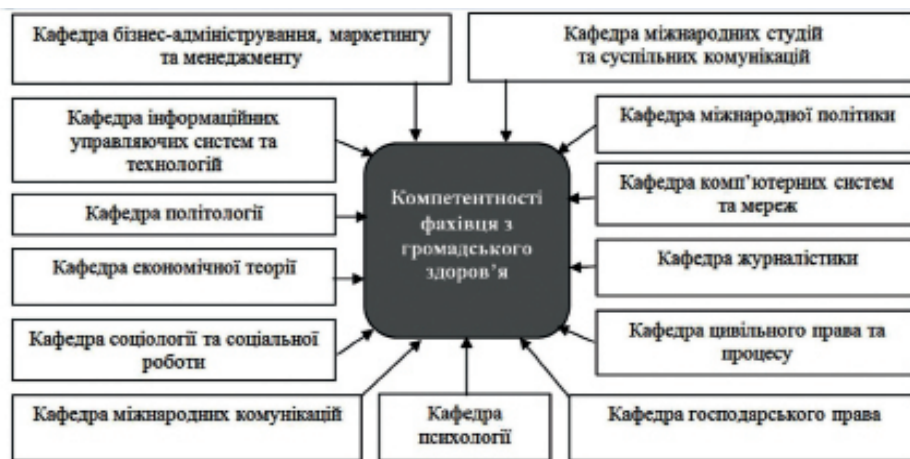 Кафедра бізнес-адміністрування, маркетингу
та менеджменту
Кафедра міжнародних студій
та суспільних комунікацій
Кафедра інформаційних
управляючих систем та
технологій
Кафедра міжнародної політики
Кафедра комп’ютерних систем
та мереж
Кафедра політології
Компетентності
фахівця з
громадського
здоров’я
Кафедра економічної теорії
Кафедра журналістики
Кафедра соціології та соціальної
роботи
Кафедра цивільного права та
процесу
Кафедра міжнародних комунікацій
Кафедра
психології
Кафедра господарського права